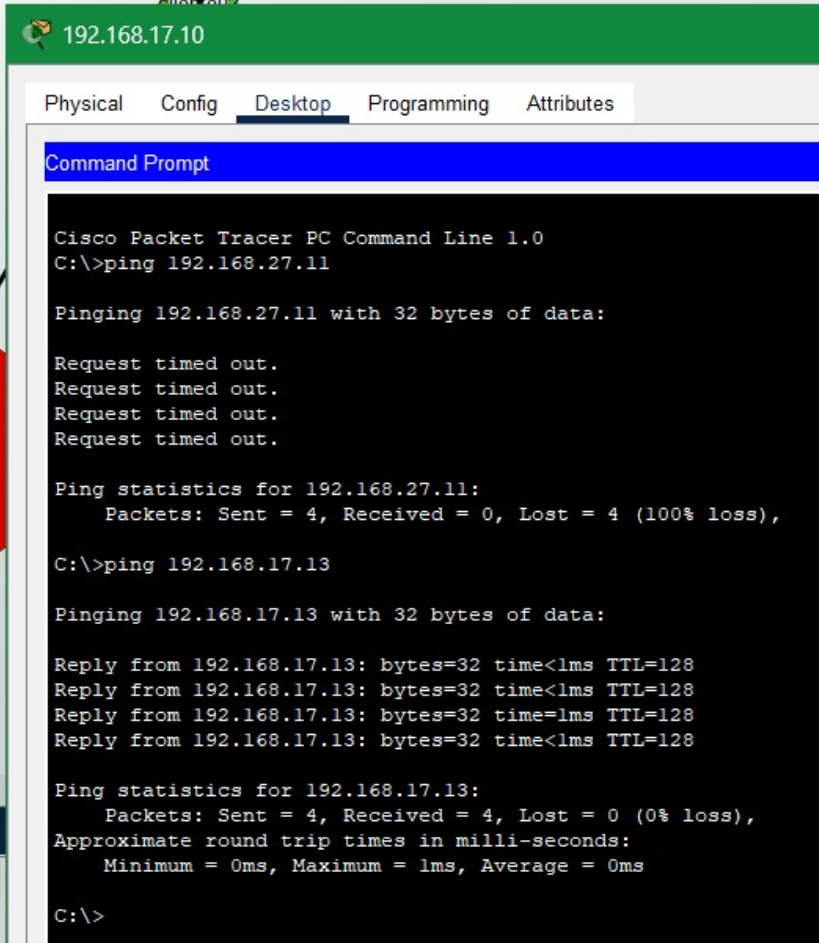 192.168.17.10
Physical Config Desktop Programming Attributes
Command Prompt
Cisco Packet Tracer PC Command Line 1.0
C:\>ping 192.168.27.11
Pinging 192.168.27.11 with 32 bytes of data:
Request timed out.
Request timed out.
Request timed out.
Request timed out.
Ping statistics for 192.168.27.11:
Packets: Sent = 4, Received = 0, Lost = 4 (100% loss),
C:\>ping 192.168.17.13
Pinging 192.168.17.13 with 32 bytes of data:
Reply from 192.168.17.13: bytes=32 time<1ms TTL=128
Reply from 192.168.17.13: bytes=32 time<1ms TTL=128
Reply from 192.168.17.13: bytes=32 time=1ms TTL=128
Reply from 192.168.17.13: bytes=32 time<1ms TTL=128
Ping statistics for 192.168.17.13:
Packets: Sent = 4, Received = 4, Lost = 0 (0% loss),
Approximate round trip times in milli-seconds:
Minimum = 0ms, Maximum = 1ms, Average = 0ms
C:\>